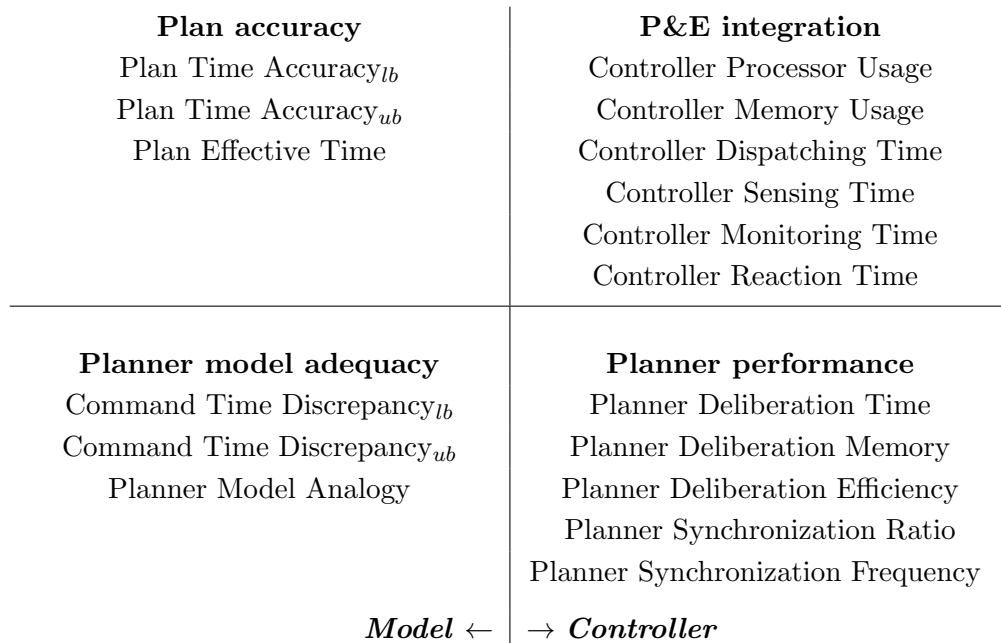 Plan accuracy
Plan Time Accuracy_lb
Plan Time Accuracy_ub
Plan Effective Time
P&E integration
Controller Processor Usage
Controller Memory Usage
Controller Dispatching Time
Controller Sensing Time
Controller Monitoring Time
Controller Reaction Time
Planner model adequacy
Command Time Discrepancy_lb
Command Time Discrepancy_ub
Planner Model Analogy
Planner performance
Planner Deliberation Time
Planner Deliberation Memory
Planner Deliberation Efficiency
Planner Synchronization Ratio
Planner Synchronization Frequency
Model ←
→ Controller